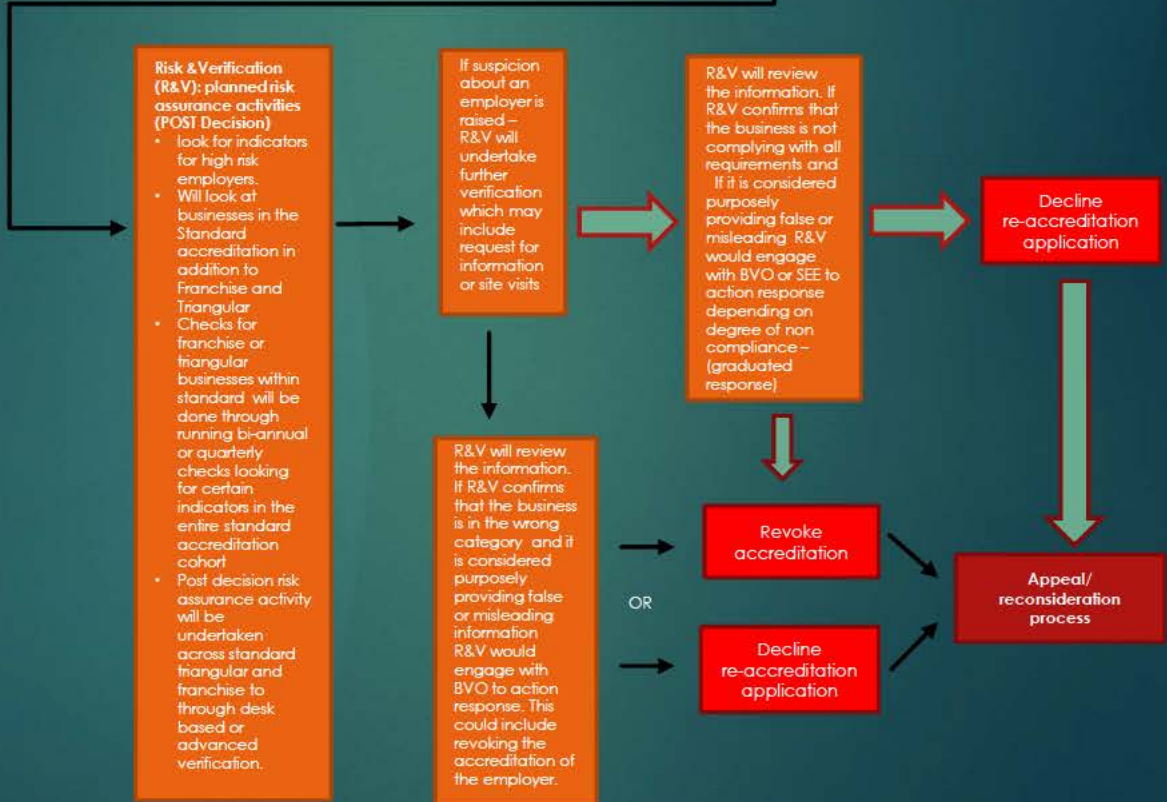 Risk &Verification
(R&V): planned risk
assurance activities
(POST Decision)
• look for indicators
for high risk
employers.
• Will look at
businesses in the
Standard
accreditation in
addition to
Franchise and
Triangular
• Checks for
franchise or
triangular
businesses within
standard will be
done through
running bi-annual
or quarterly
checks looking
for certain
indicators in the
entire standard
accreditation
cohort
• Post decision risk
assurance activity
will be
undertaken
across standard
triangular and
franchise to
through desk
based or
advanced
verification.
If suspicion
about an
employer is
raised –
R&V will
undertake
further
verification
which may
include
request for
information
or site visits
R&V will review
the information. If
R&V confirms that
the business is not
complying with all
requirements and
If it is considered
purposely
providing false or
misleading R&V
would engage
with BVO or SEE to
action response
depending on
degree of non
compliance –
(graduated
response)
Decline
re-accreditation
application
R&V will review
the information.
If R&V confirms
that the business
is in the wrong
category and it
is considered
purposely
providing false
or misleading
information
R&V would
engage with
BVO to action
response. This
could include
revoking the
accreditation of
the employer.
Revoke
accreditation
OR
Decline
re-accreditation
application
Appeal/
reconsideration
process